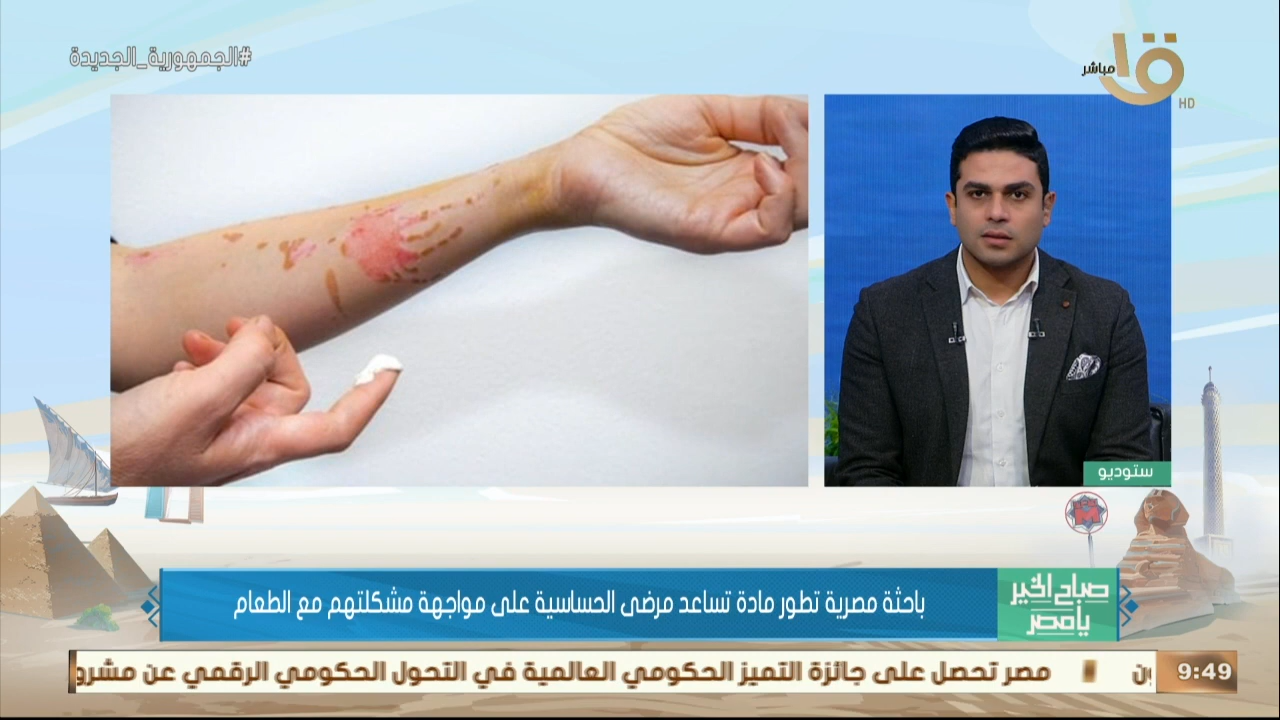 #الجمهورية_الجديدة
مباشر
HD
ستوديو
صباح الخير يا مصر
باحثة مصرية تطور مادة تساعد مرضى الحساسية على مواجهة مشكلتهم مع الطعام
مصر تحصل على جائزة التميز الحكومي العالمية في التحول الحكومي الرقمي عن
9:49